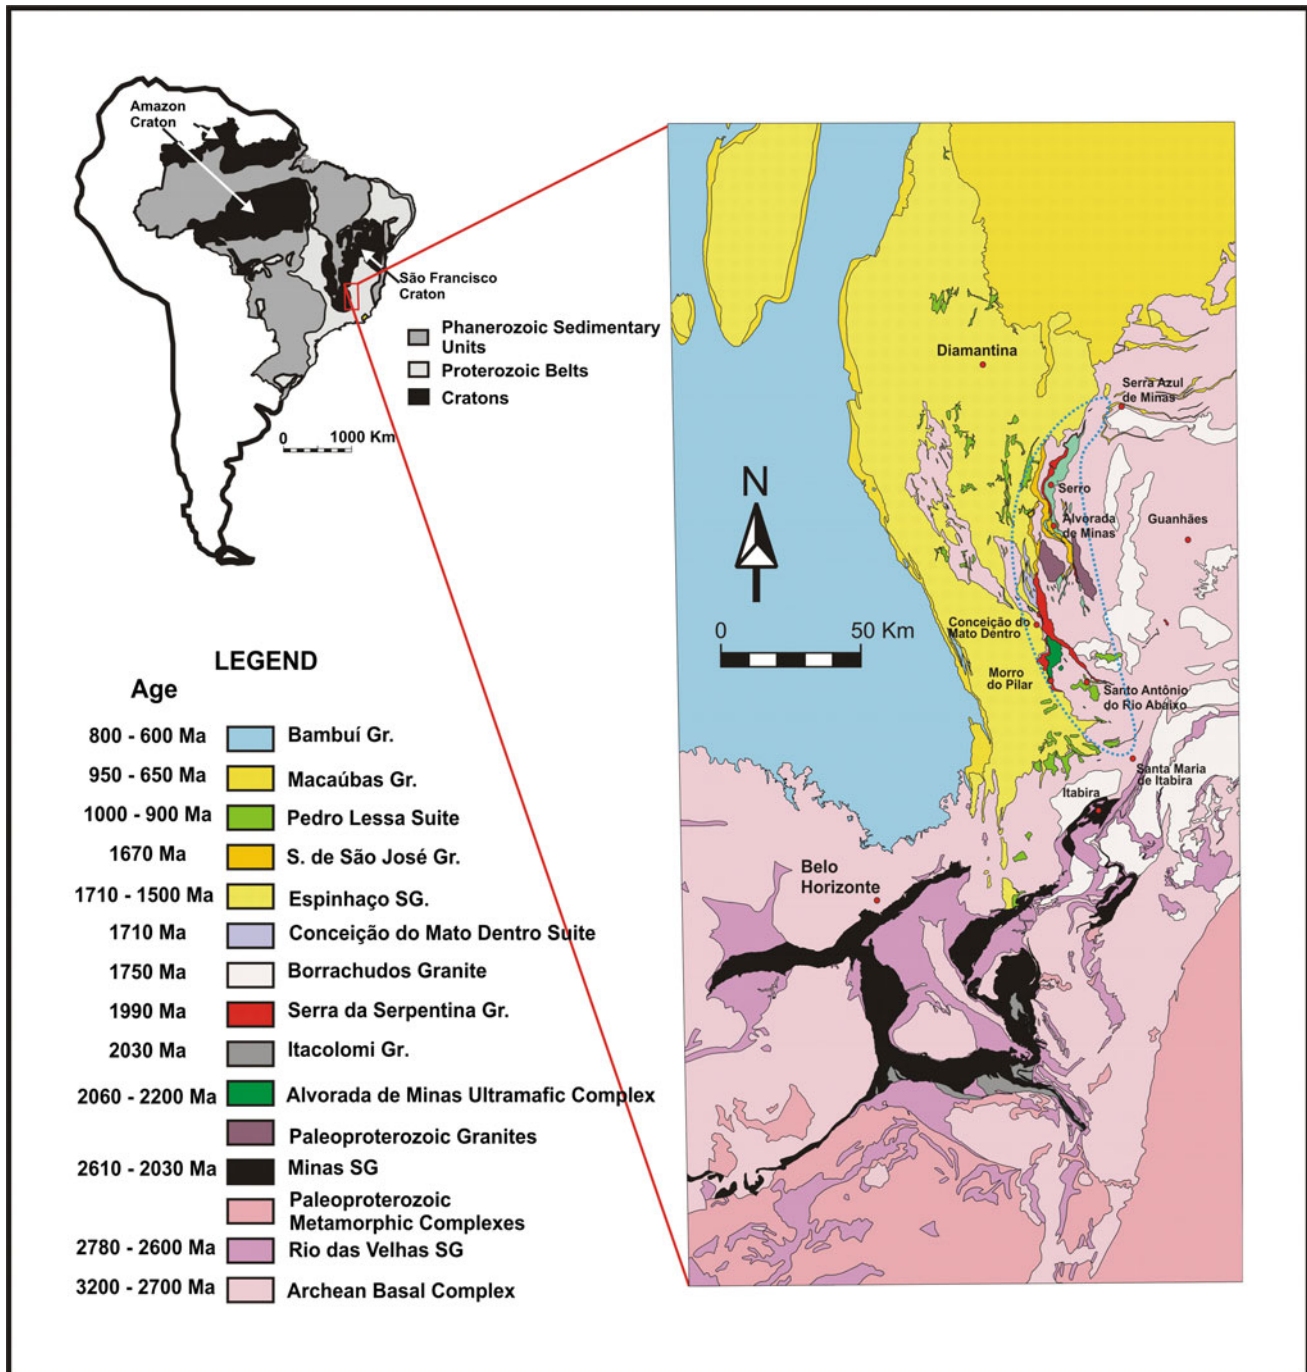 Amazon
Craton
São Francisco
Craton
Phanerozoic Sedimentary
Units
Proterozoic Belts
Cratons
0 1000 Km
LEGEND
Age
800 - 600 Ma Bambuí Gr.
950 - 650 Ma Macaúbas Gr.
1000 - 900 Ma Pedro Lessa Suite
1670 Ma S. de São José Gr.
1710 - 1500 Ma Espinhaço SG.
1710 Ma Conceição do Mato Dentro Suite
1750 Ma Borrachudos Granite
1990 Ma Serra da Serpentina Gr.
2030 Ma Itacolomi Gr.
2060 - 2200 Ma Alvorada de Minas Ultramafic Complex
Paleoproterozoic Granites
2610 - 2030 Ma Minas SG
Paleoproterozoic
Metamorphic Complexes
2780 - 2600 Ma Rio das Velhas SG
3200 - 2700 Ma Archean Basal Complex
Diamantina
Serra Azul
de Minas
N
Serro
Alvorada
de Minas
Guanhães
0 50 Km
Conceição do
Mato Dentro
Morro
do Pilar
Santo Antônio
do Rio Abaixo
Santa Maria
de Itabira
Itabira
Belo
Horizonte